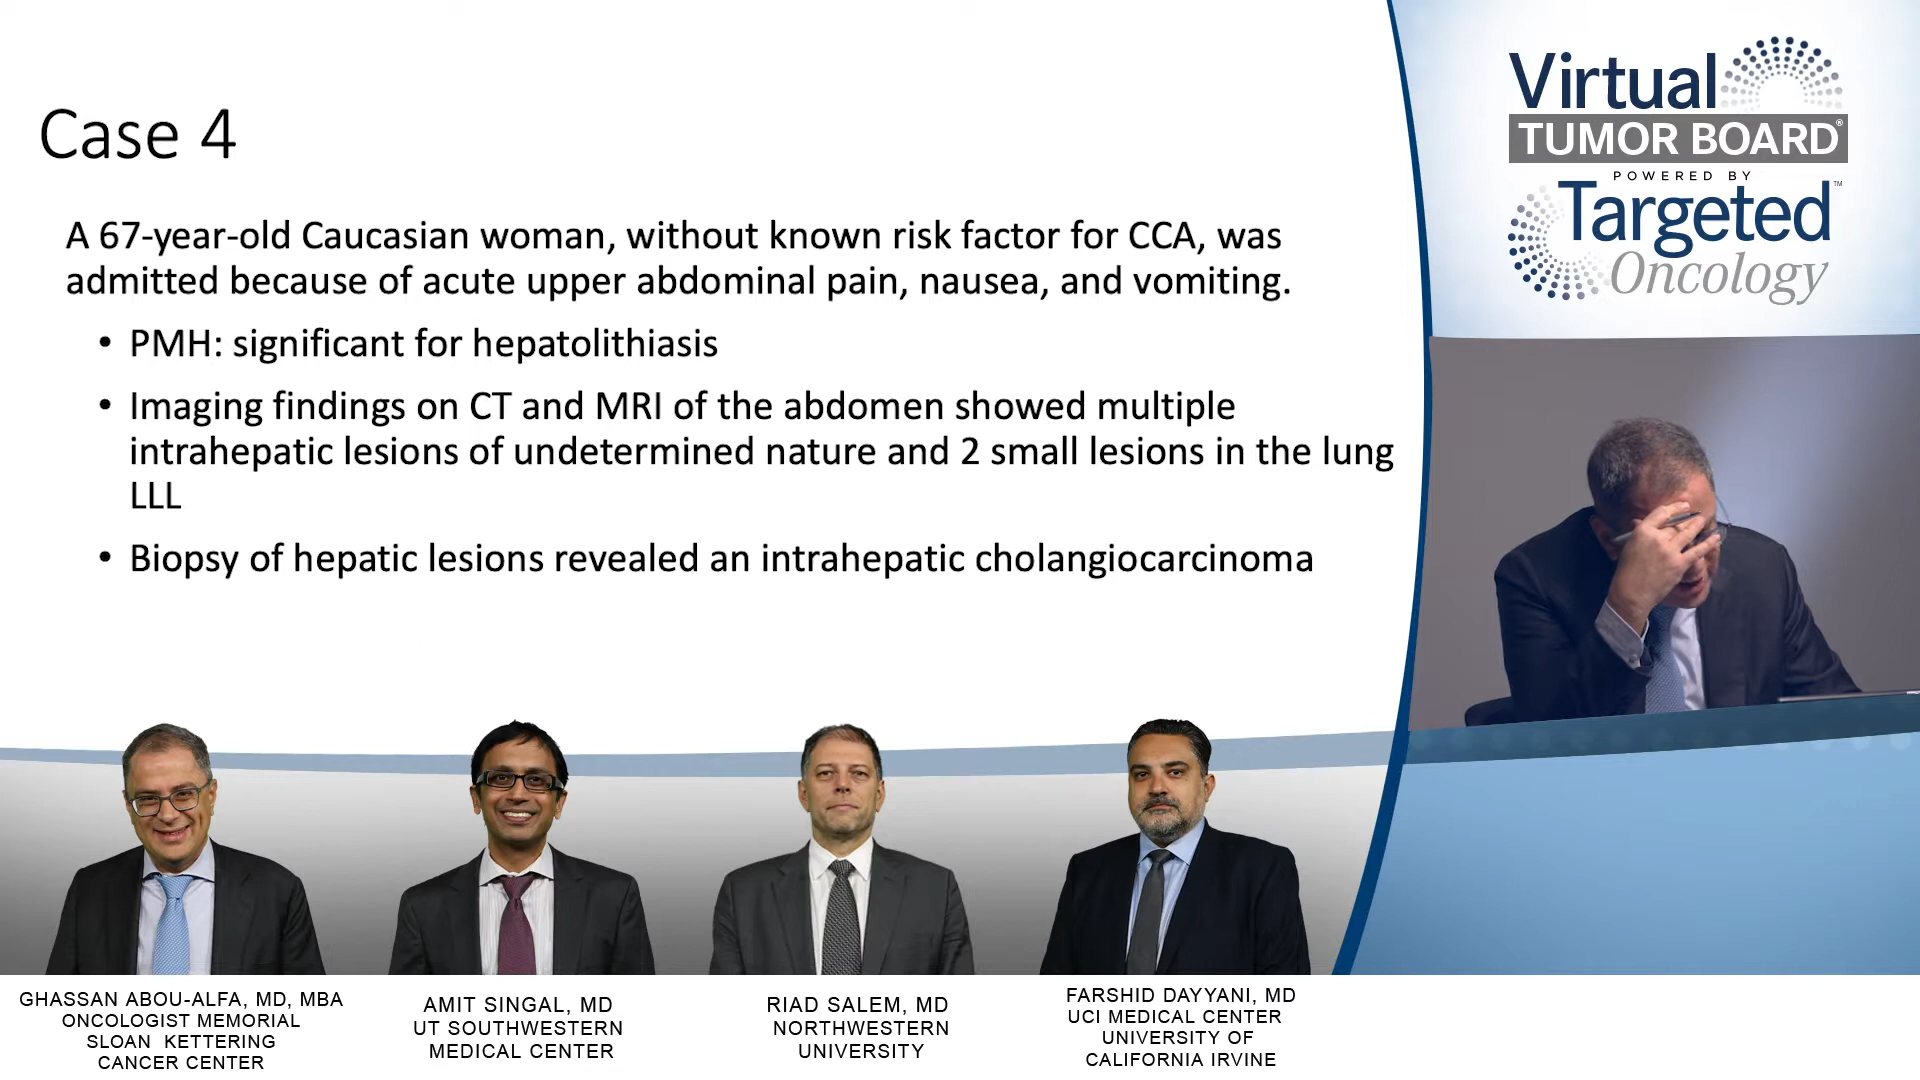 Case 4
A 67-year-old Caucasian woman, without known risk factor for CCA, was
admitted because of acute upper abdominal pain, nausea, and vomiting.
• PMH: significant for hepatolithiasis
• Imaging findings on CT and MRI of the abdomen showed multiple
intrahepatic lesions of undetermined nature and 2 small lesions in the lung
LLL
• Biopsy of hepatic lesions revealed an intrahepatic cholangiocarcinoma
Virtual
TUMOR BOARD®
POWERED BY
Targeted™
Oncology
GHASSAN ABOU-ALFA, MD, MBA
ONCOLOGIST MEMORIAL
SLOAN KETTERING
CANCER CENTER
AMIT SINGAL, MD
UT SOUTHWESTERN
MEDICAL CENTER
RIAD SALEM, MD
NORTHWESTERN
UNIVERSITY
FARSHID DAYYANI, MD
UCI MEDICAL CENTER
UNIVERSITY OF
CALIFORNIA IRVINE